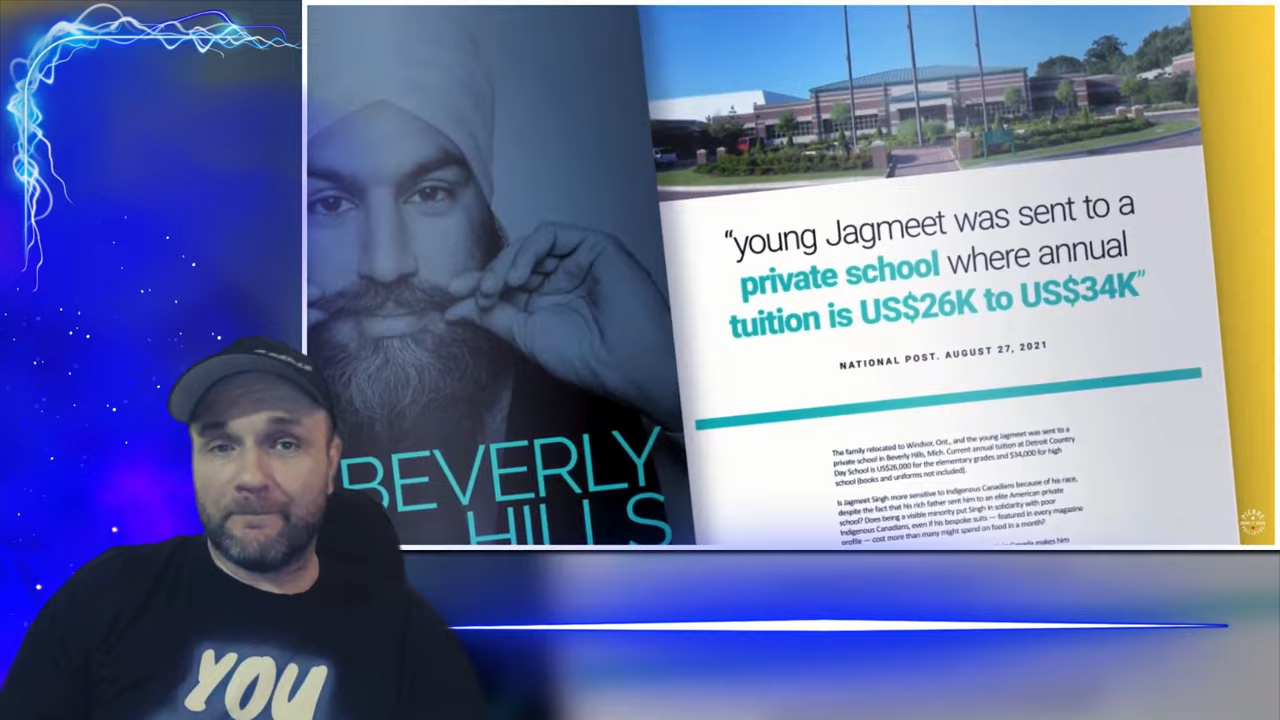 BEVERLY
HILLS
“young Jagmeet was sent to a
private school where annual
tuition is US$26K to US$34K”
NATIONAL POST. AUGUST 27, 2021
The family relocated to Windsor, Ont., and the young Jagmeet was sent to a
private school in Beverly Hills, Mich. Current annual tuition at Detroit Country
Day School is US$26,000 for the elementary grades and $34,000 for high
school (books and uniforms not included).
Is Jagmeet Singh more sensitive to Indigenous Canadians because of his race,
despite the fact that his rich father sent him to an elite American private
school? Does being a visible minority put Singh in solidarity with poor
Indigenous Canadians, even if his bespoke suits — featured in every magazine
profile — cost more than many might spend on food in a month?
makes him
YOU